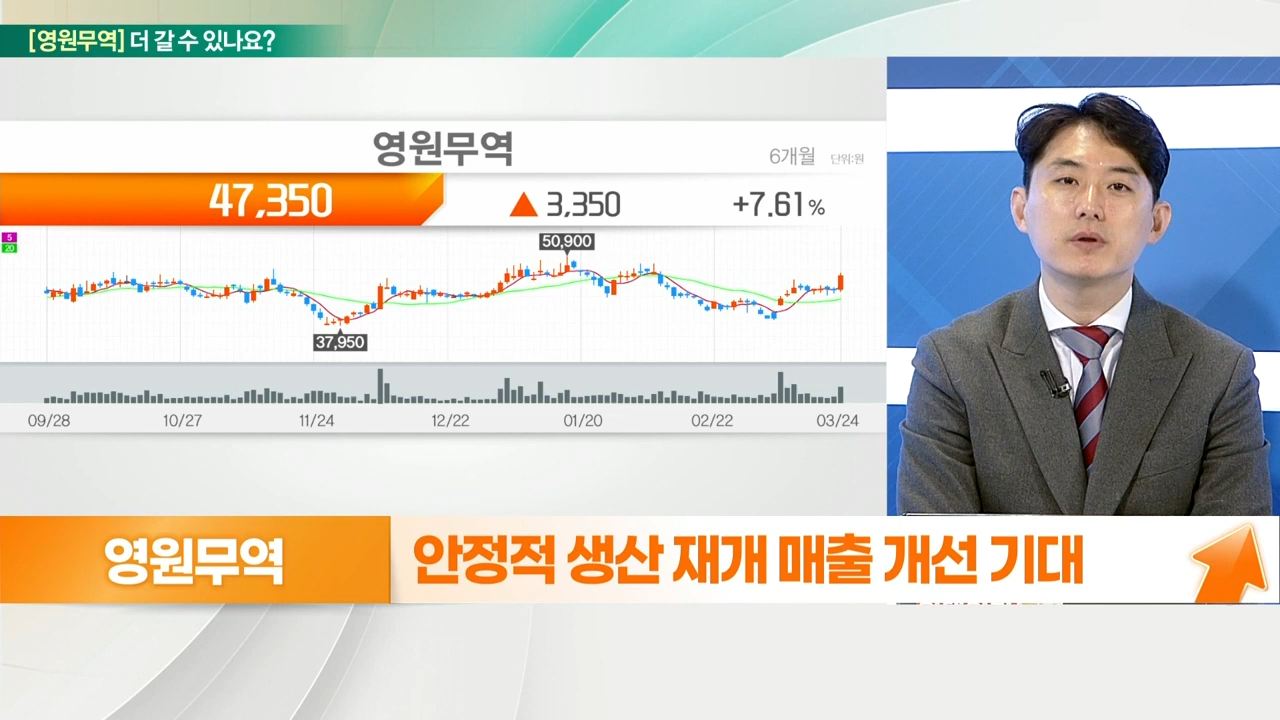 [영원무역] 더 갈 수 있나요?
영원무역
6개월 단위:원
47,350 ▲ 3,350 +7.61%
5
20
50,900
37,950
09/28 10/27 11/24 12/22 01/20 02/22 03/24
영원무역 안정적 생산 재개 매출 개선 기대